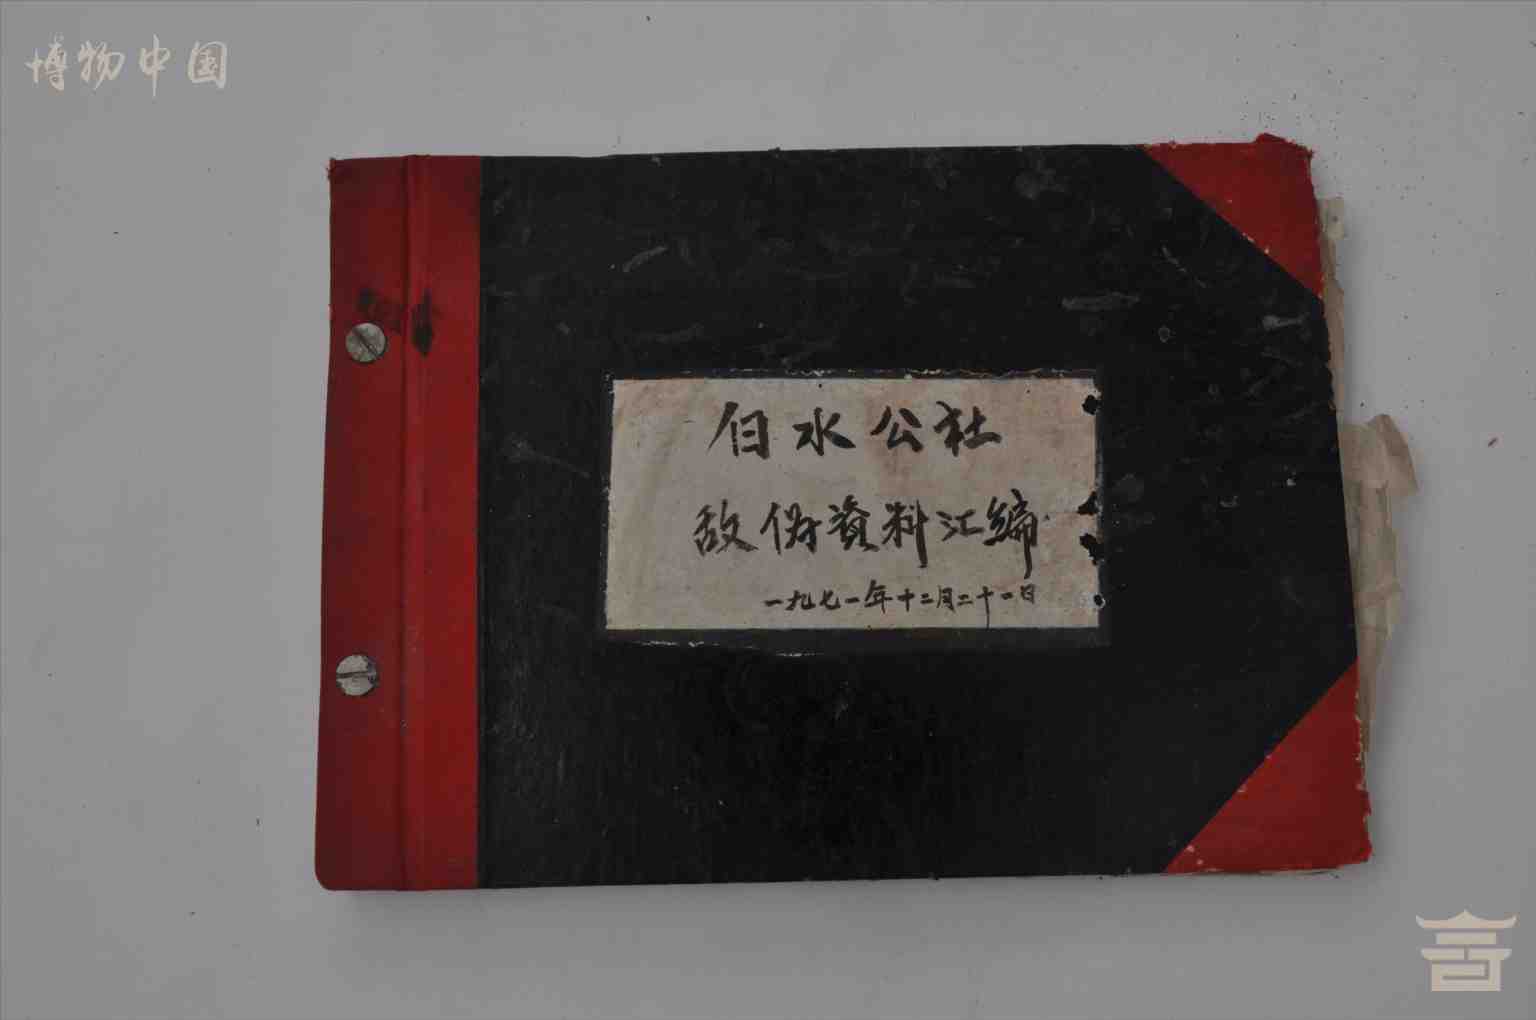 博物中国
白水公社
敌伪資料汇编
一九七一年十二月二十一日